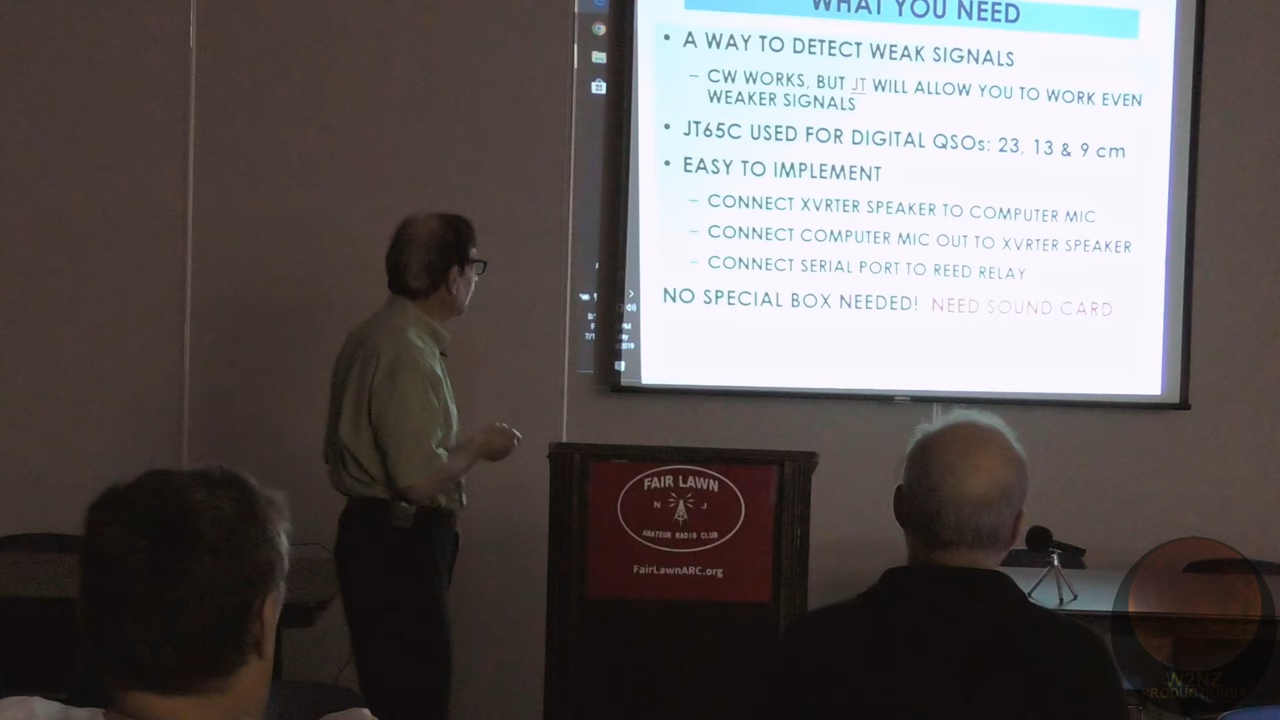 WHAT YOU NEED
• A WAY TO DETECT WEAK SIGNALS
– CW WORKS, BUT JT WILL ALLOW YOU TO WORK EVEN
WEAKER SIGNALS
• JT65C USED FOR DIGITAL QSOs: 23, 13 & 9 cm
• EASY TO IMPLEMENT
– CONNECT XVRTER SPEAKER TO COMPUTER MIC
– CONNECT COMPUTER MIC OUT TO XVRTER SPEAKER
– CONNECT SERIAL PORT TO REED RELAY
NO SPECIAL BOX NEEDED! NEED SOUND CARD
FAIR LAWN
N J
AMATEUR RADIO CLUB
FairLawnARC.org
W2NZ
PRODUCTIONS